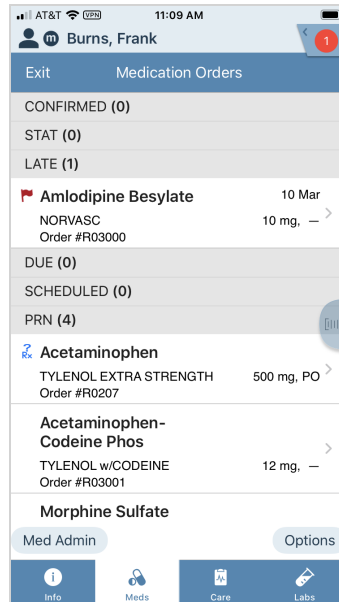 AT&T VPN 11:09 AM
m Burns, Frank 1
Exit Medication Orders
CONFIRMED (0)
STAT (0)
LATE (1)
Amlodipine Besylate 10 Mar
NORVASC 10 mg, —
Order #R03000
DUE (0)
SCHEDULED (0)
PRN (4)
? Rx Acetaminophen
TYLENOL EXTRA STRENGTH 500 mg, PO
Order #R0207
Acetaminophen-
Codeine Phos
TYLENOL w/CODEINE 12 mg, —
Order #R03001
Morphine Sulfate
Med Admin Options
Info Meds Care Labs